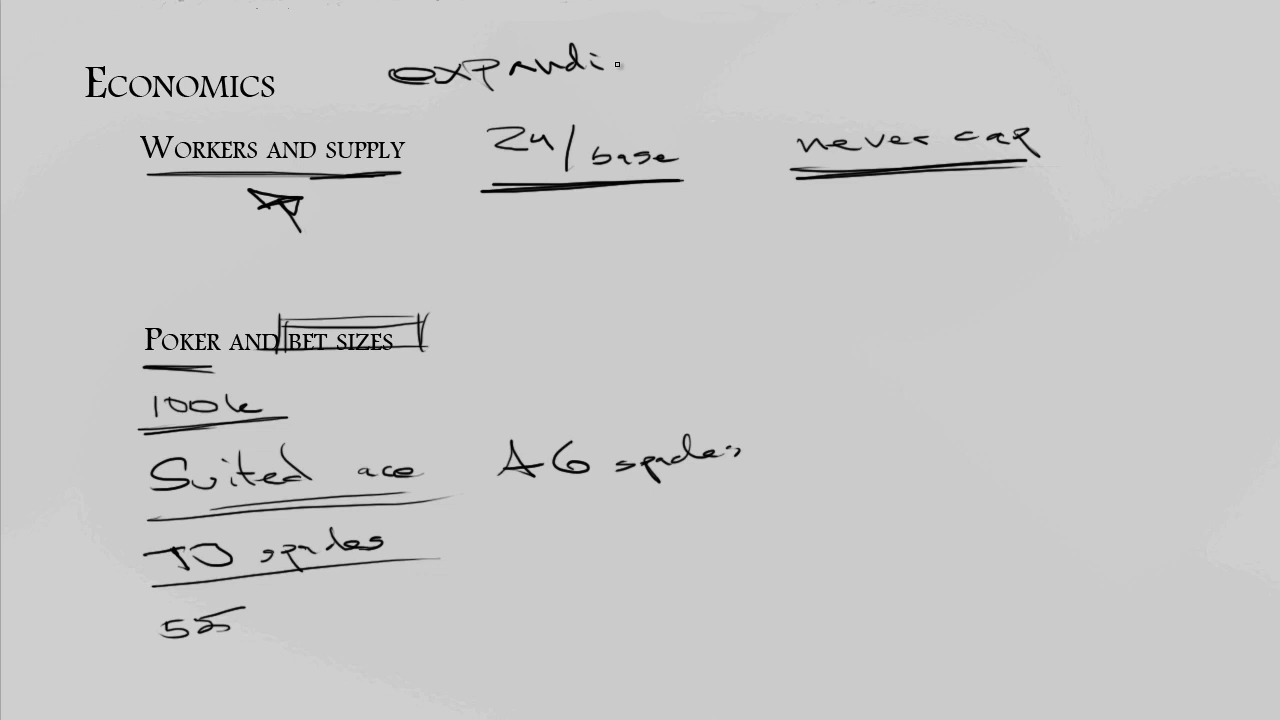 Economics expandi
Workers and supply 24/base never cap
Poker and bet sizes
100k
Suited ace A6 spades
TJ spades
55